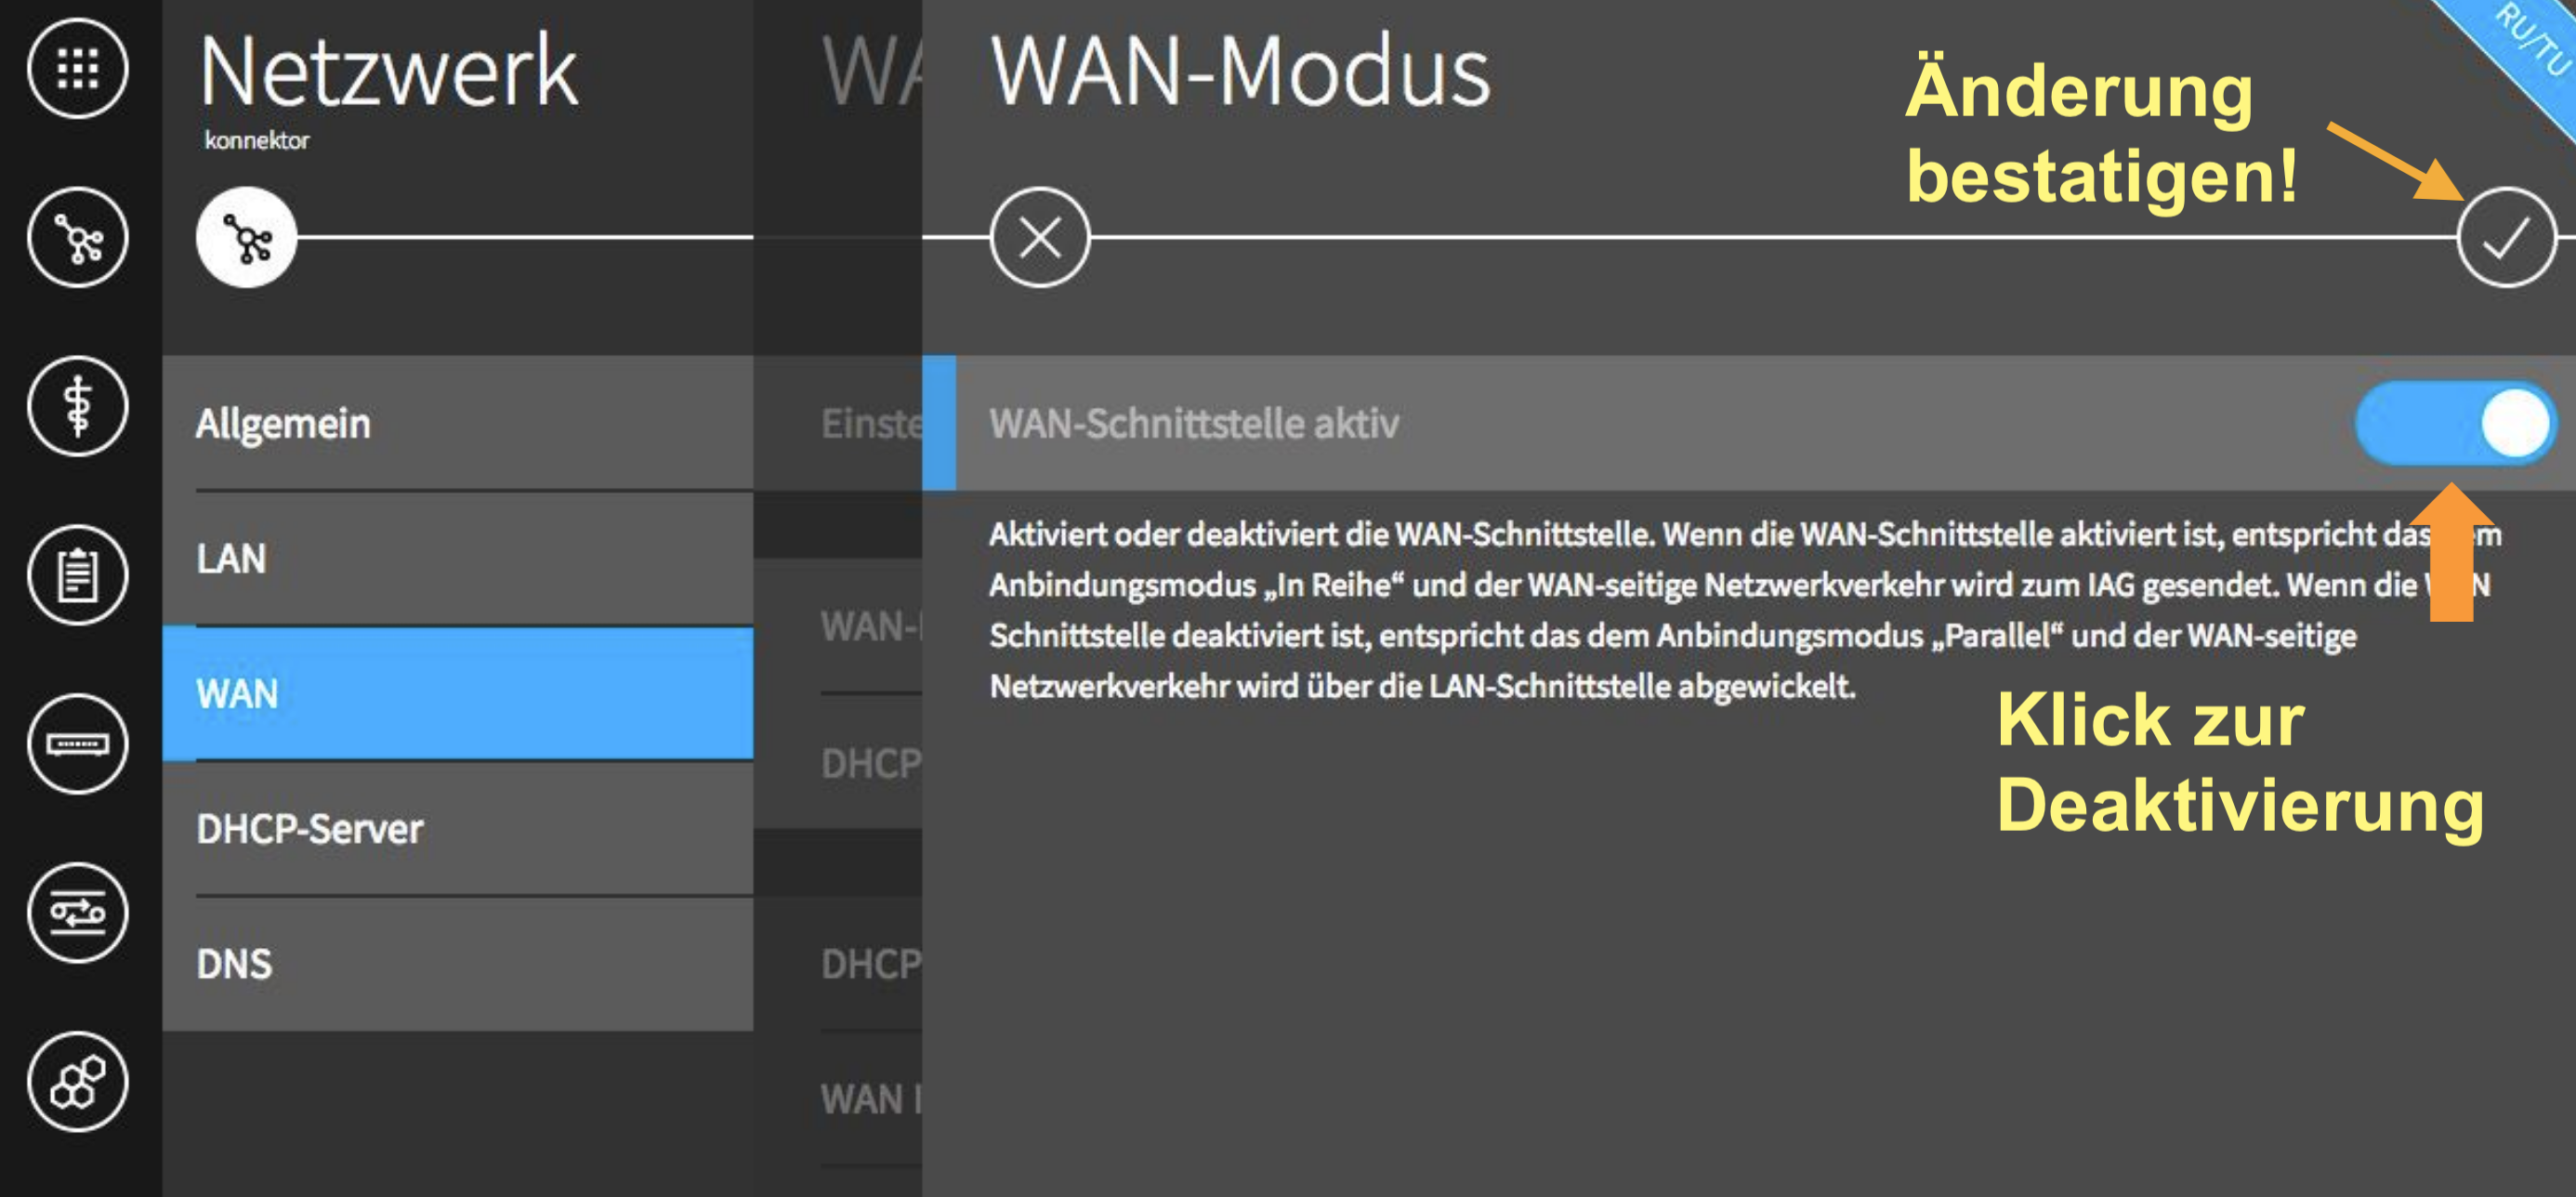 Netzwerk
konnektor
Allgemein
LAN
WAN
DHCP-Server
DNS
WA
Einste
WAN-
DHCP
DHCP
WAN
WAN-Modus
Änderung
bestatigen!
RU/TU
WAN-Schnittstelle aktiv
Aktiviert oder deaktiviert die WAN-Schnittstelle. Wenn die WAN-Schnittstelle aktiviert ist, entspricht das m
Anbindungsmodus „In Reihe“ und der WAN-seitige Netzwerkverkehr wird zum IAG gesendet. Wenn die N
Schnittstelle deaktiviert ist, entspricht das dem Anbindungsmodus „Parallel“ und der WAN-seitige
Netzwerkverkehr wird über die LAN-Schnittstelle abgewickelt.
Klick zur
Deaktivierung